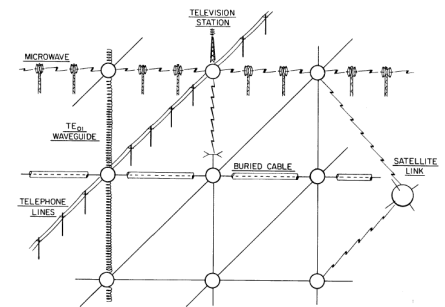 TELEVISION
STATION
MICROWAVE
TE01
WAVEGUIDE
BURIED CABLE
SATELLITE
LINK
TELEPHONE
LINES